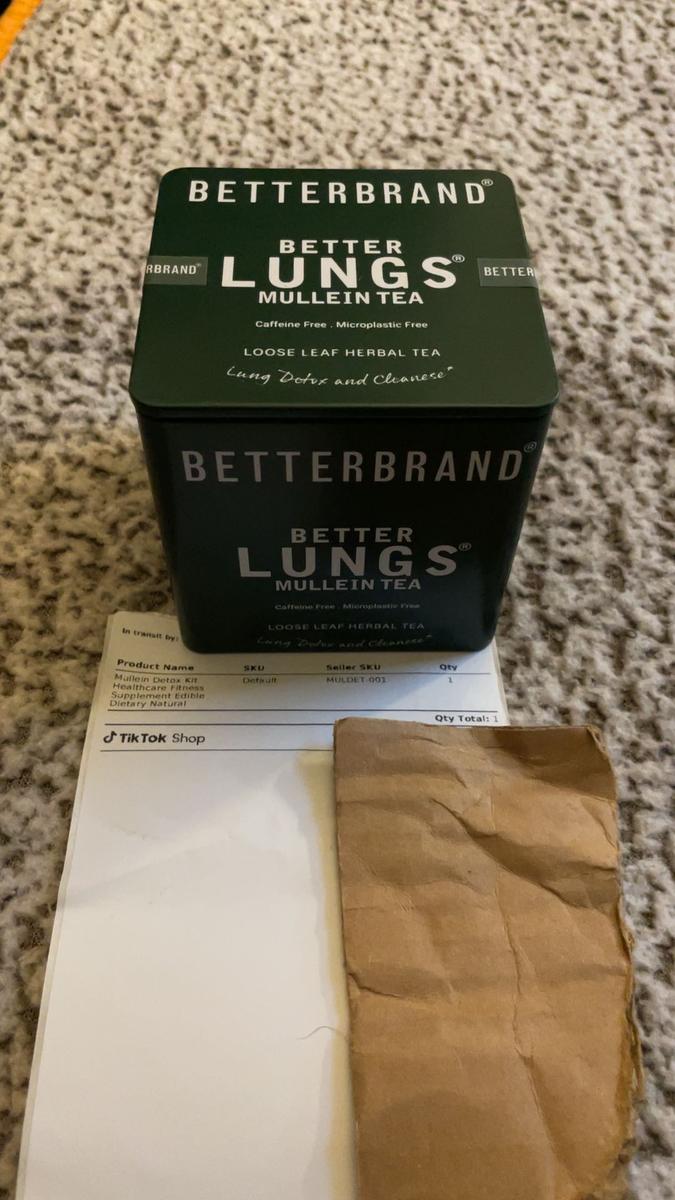 BETTERBRAND®
BETTER
LUNGS®
MULLEIN TEA
RBRAND®
BETTER
Caffeine Free . Microplastic Free
LOOSE LEAF HERBAL TEA
Lung Detox and Cleanese*
BETTERBRAND®
BETTER
LUNGS®
MULLEIN TEA
Caffeine Free . Microplastic Free
LOOSE LEAF HERBAL TEA
Lung Detox and Cleanese*
In transit by:
Product Name SKU Seller SKU Qty
Mullein Detox Kit Default MULDET-001 1
Healthcare Fitness
Supplement Edible
Dietary Natural
Qty Total: 1
TikTok Shop